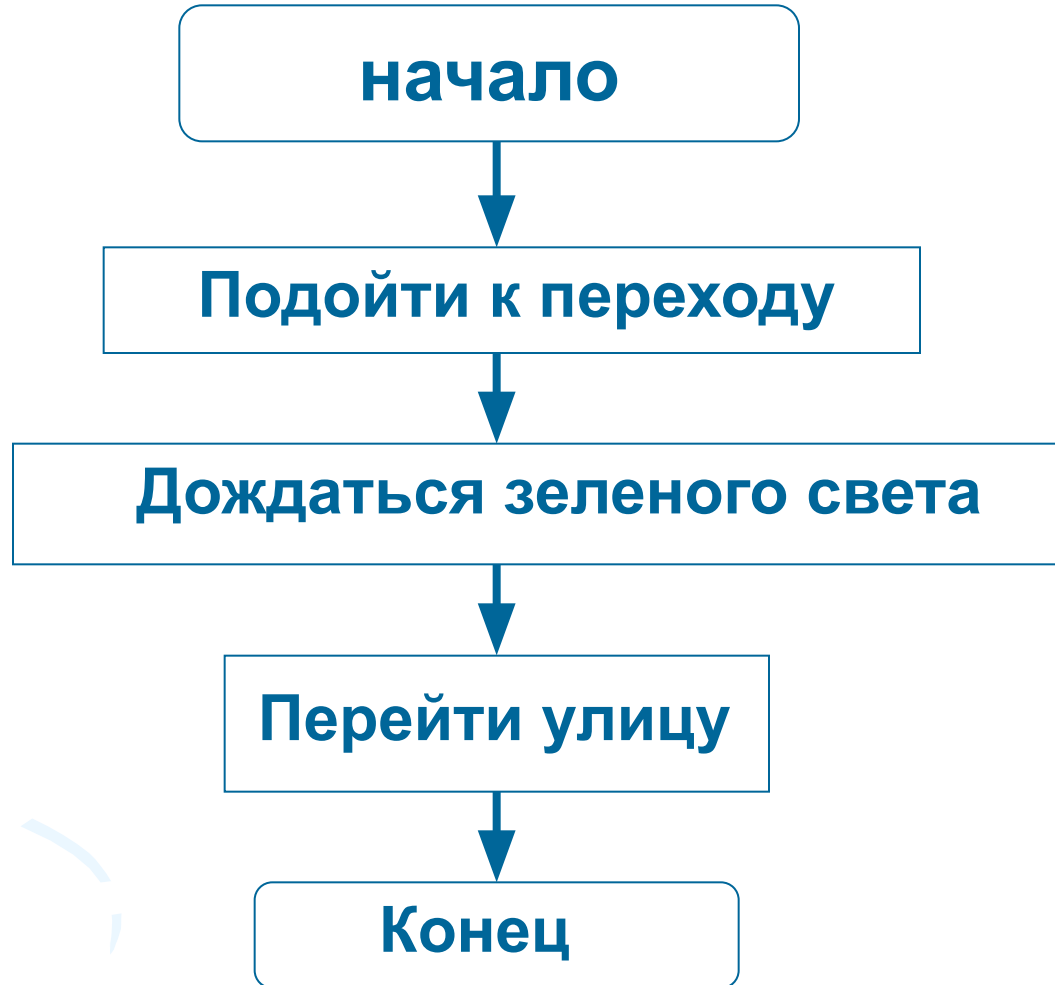 начало
Подойти к переходу
Дождаться зеленого света
Перейти улицу
Конец